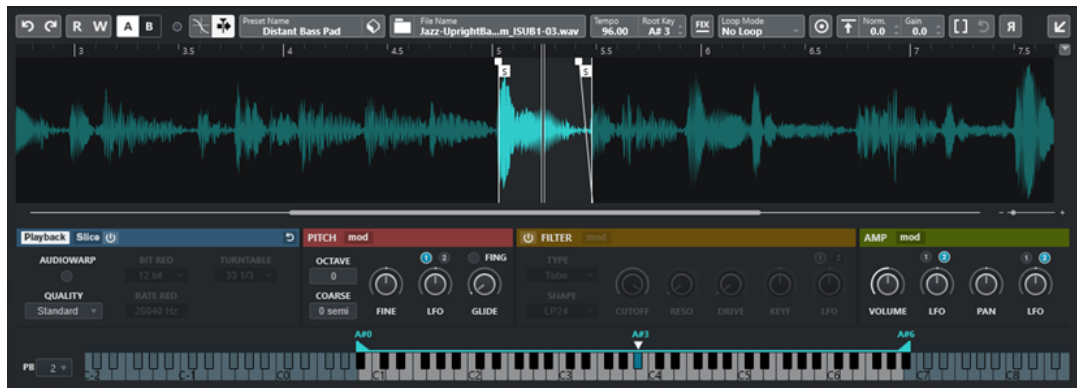 R W A B Preset Name Distant Bass Pad File Name Jazz-UprightBa...m_ISUB1-03.wav Tempo 96.00 Root Key A# 3 FIX Loop Mode No Loop Norm. 0.0 Gain 0.0 [ ] R
3 3.5 4 4.5 5 5.5 6 6.5 7 7.5
S S
- +
Playback Slice PITCH mod FILTER mod AMP mod
AUDIOWARP BIT RED TURNTABLE OCTAVE 1 2 FING TYPE 1 2 1 2 1 2
12 bit 33 1/3 0 Tube
QUALITY RATE RED COARSE SHAPE
Standard 26040 Hz 0 semi FINE LFO GLIDE LP24 CUTOFF RESO DRIVE KEYF LFO VOLUME LFO PAN LFO
A#0 A#3 A#6
PB 2
C-2 C-1 C0 C1 C2 C3 C4 C5 C6 C7 C8